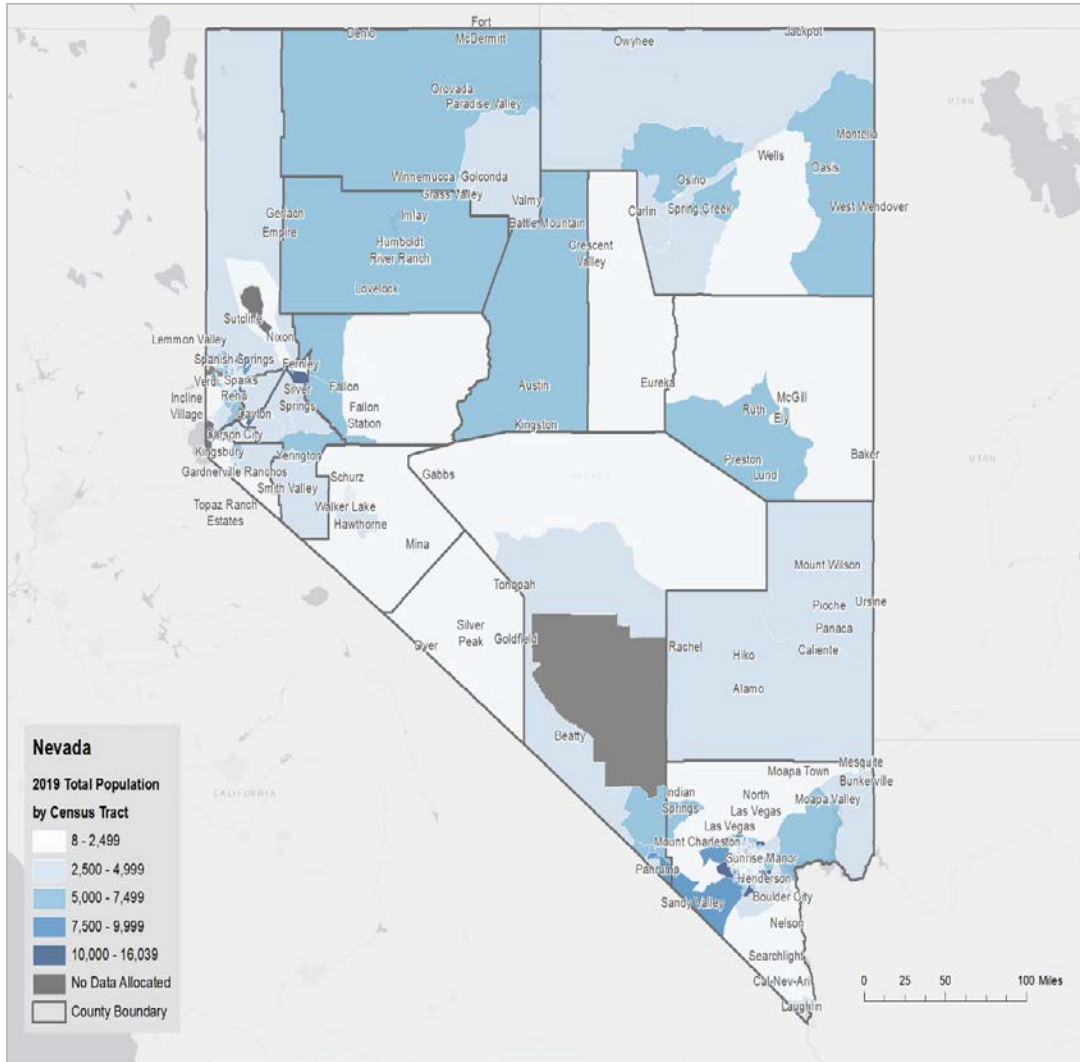 Fort
McDermitt
Denio
Owyhee
Jackpot
Orovada
Paradise Valley
UTAH
Montello
Wells
Oasis
Osino
Winnemucca
Golconda
Grass Valley
Valmy
Carlin
Spring Creek
West Wendover
Gerlach
Empire
Imlay
Battle Mountain
Humboldt
River Ranch
Crescent
Valley
Lovelock
Sutcliffe
Nixon
Lemmon Valley
Spanish Springs
Fernley
Verdi
Sparks
Reno
Silver
Springs
Fallon
Austin
Eureka
Incline
Village
Dayton
Fallon
Station
McGill
Ruth
Ely
Carson City
Kingston
Kingsbury
Yerington
Preston
Lund
Baker
UTAH
Gardnerville Ranchos
Smith Valley
Schurz
Gabbs
NEVADA
Topaz Ranch
Estates
Walker Lake
Hawthorne
Mina
Mount Wilson
Tonopah
Pioche
Ursine
Silver
Peak
Goldfield
Panaca
Dyer
Rachel
Hiko
Caliente
Alamo
Beatty
Mesquite
Bunkerville
Moapa Town
Indian
Springs
North
Las Vegas
Moapa Valley
Las Vegas
Mount Charleston
Sunrise Manor
Pahrump
Henderson
Sandy Valley
Boulder City
Nelson
Searchlight
Cal-Nev-Ari
Laughlin
CALIFORNIA
Nevada
2019 Total Population
by Census Tract
8 - 2,499
2,500 - 4,999
5,000 - 7,499
7,500 - 9,999
10,000 - 16,039
No Data Allocated
County Boundary
0 25 50 100 Miles